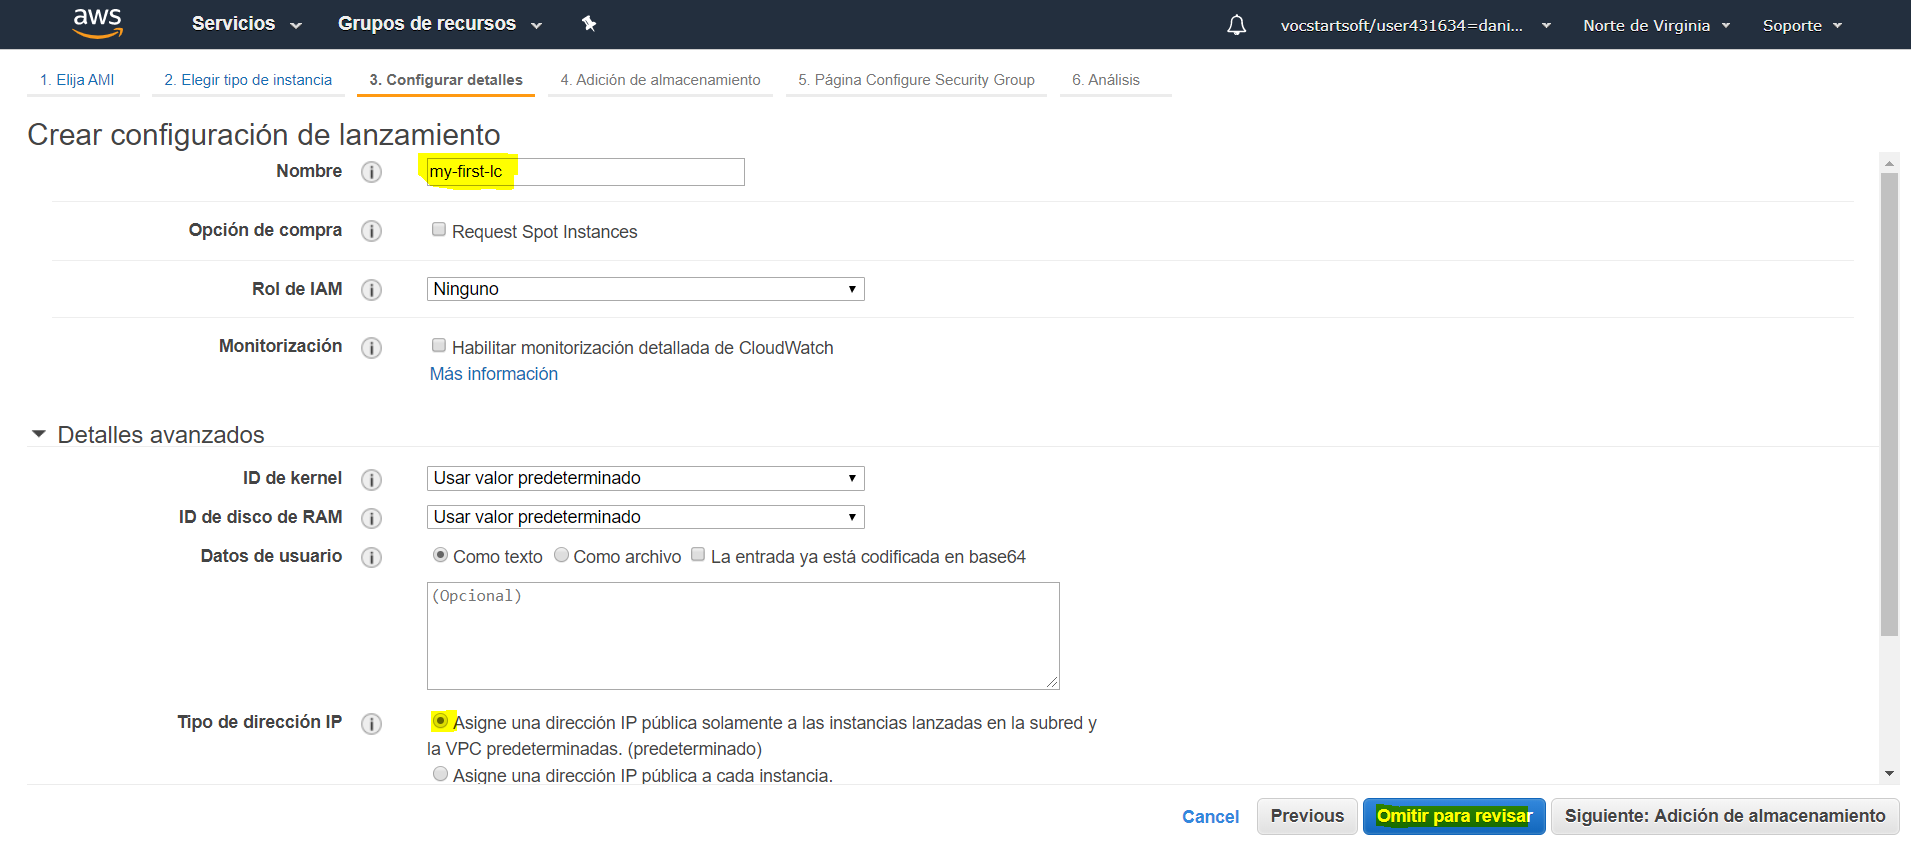 aws Servicios Grupos de recursos vocstartsoft/user431634=dani... Norte de Virginia Soporte
1. Elija AMI 2. Elegir tipo de instancia 3. Configurar detalles 4. Adición de almacenamiento 5. Página Configure Security Group 6. Análisis
Crear configuración de lanzamiento
Nombre i my-first-lc
Opción de compra i Request Spot Instances
Rol de IAM i Ninguno
Monitorización i Habilitar monitorización detallada de CloudWatch
Más información
Detalles avanzados
ID de kernel i Usar valor predeterminado
ID de disco de RAM i Usar valor predeterminado
Datos de usuario i Como texto Como archivo La entrada ya está codificada en base64
(Opcional)
Tipo de dirección IP i Asigne una dirección IP pública solamente a las instancias lanzadas en la subred y
la VPC predeterminadas. (predeterminado)
Asigne una dirección IP pública a cada instancia.
Cancel Previous Omitir para revisar Siguiente: Adición de almacenamiento